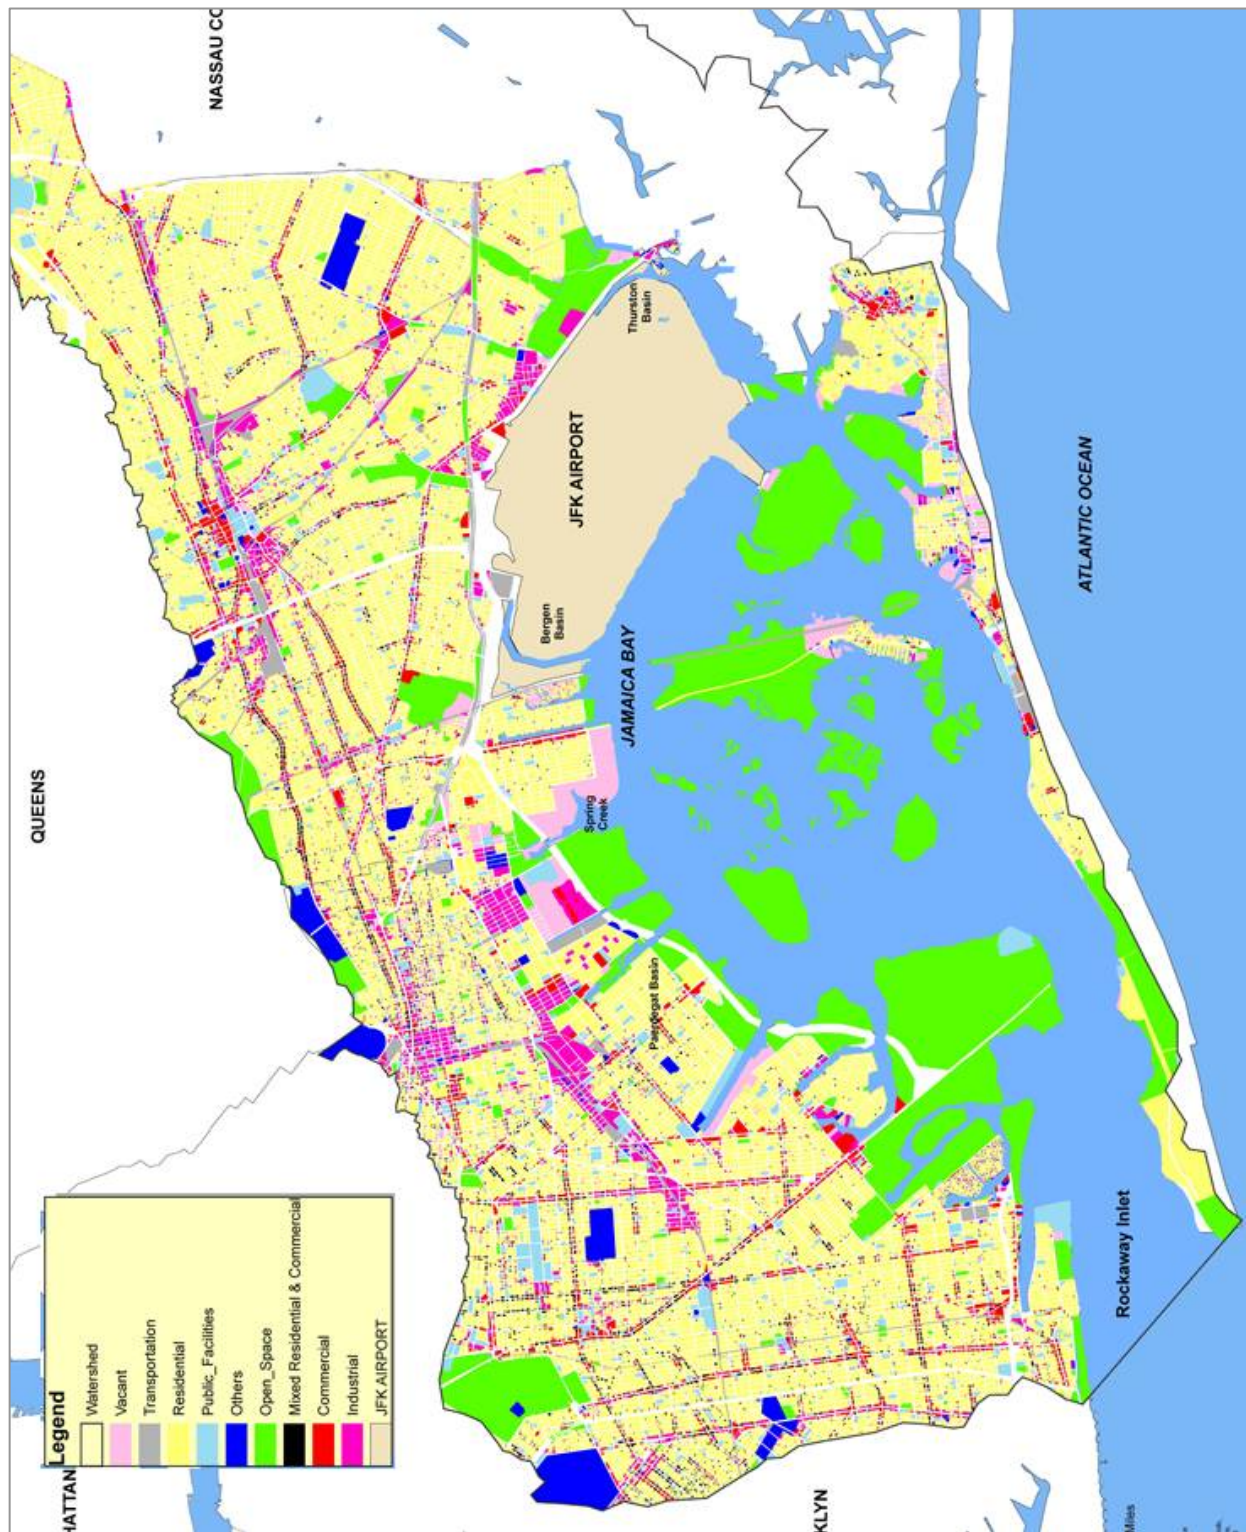 NASSAU CO
QUEENS
HATTAN
KLYN
JFK AIRPORT
Thurston
Basin
Bergen
Basin
JAMAICA BAY
Spring
Creek
Paerdegat Basin
ATLANTIC OCEAN
Rockaway Inlet
Miles
Legend
Watershed
Vacant
Transportation
Residential
Public_Facilities
Others
Open_Space
Mixed Residential & Commercial
Commercial
Industrial
JFK AIRPORT